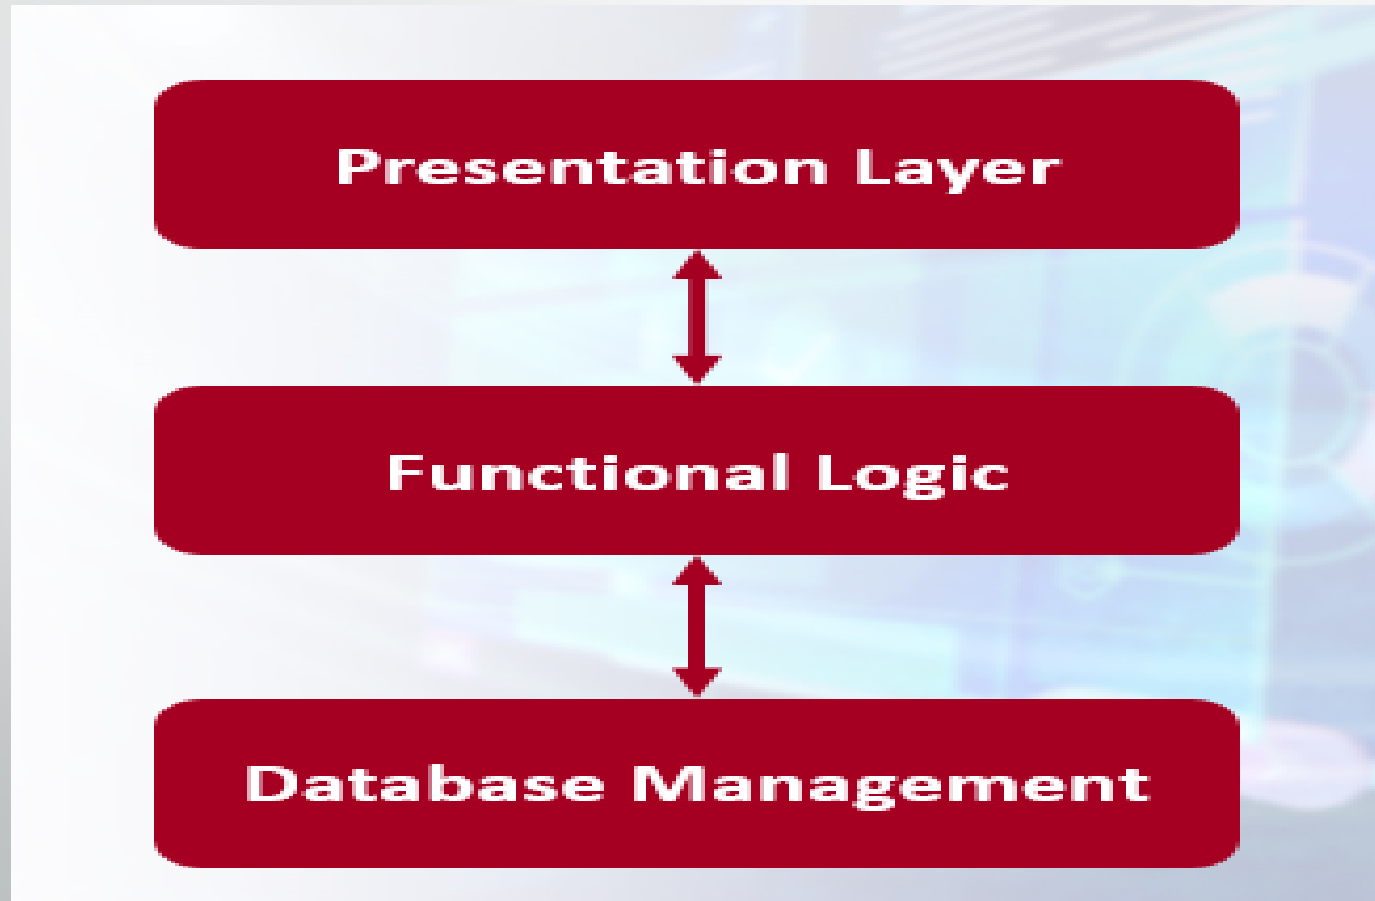 Presentation Layer
Functional Logic
Database Management